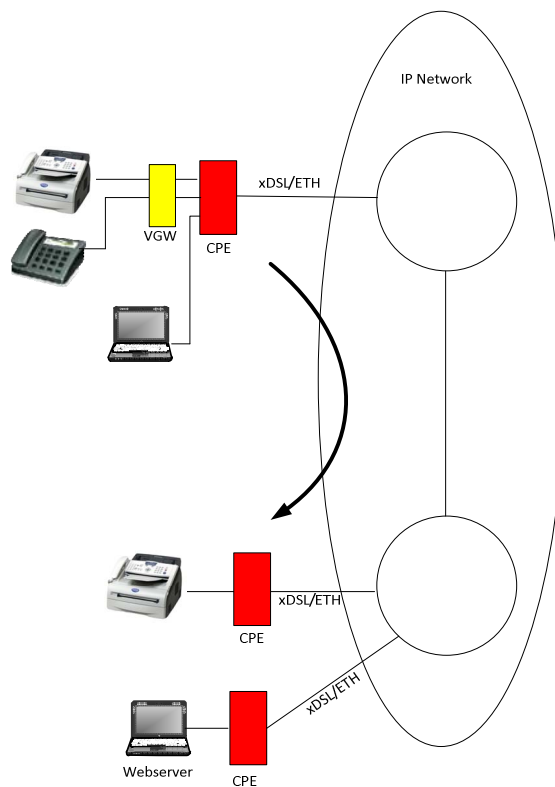 IP Network
xDSL/ETH
VGW
CPE
xDSL/ETH
CPE
xDSL/ETH
Webserver
CPE